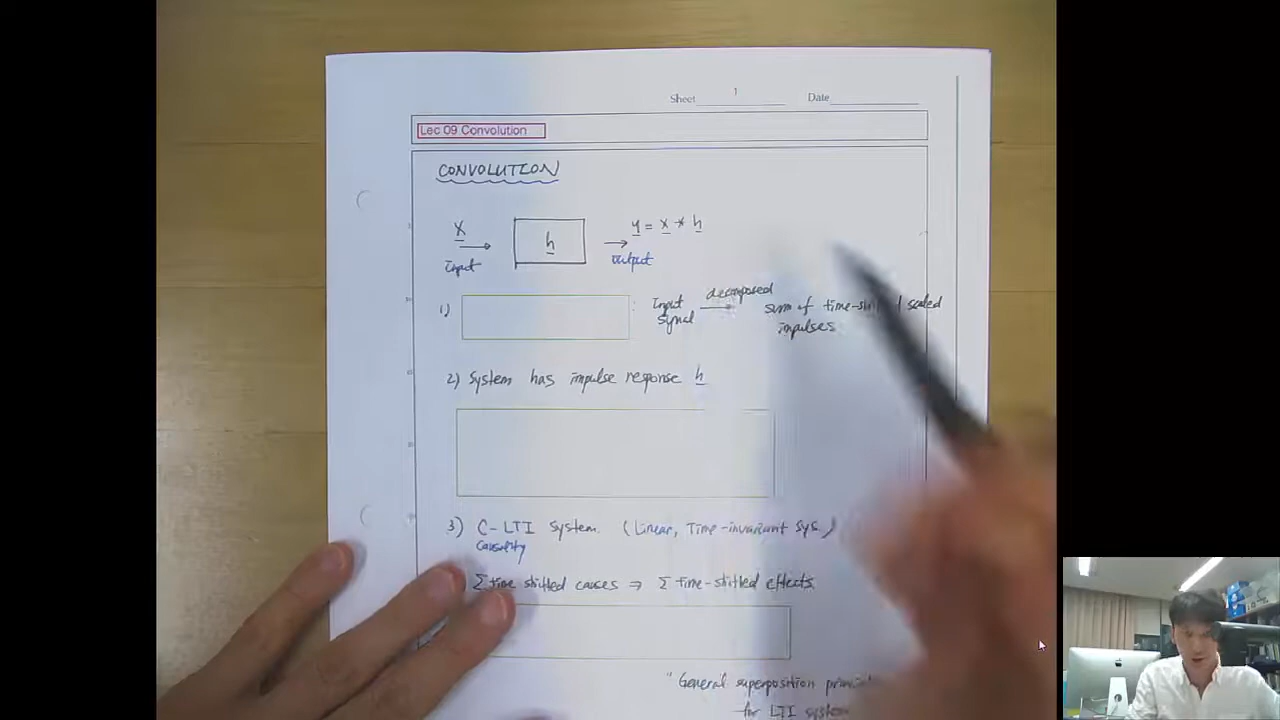 Sheet 1 Date
Lec 09 Convolution
CONVOLUTION
x
input
h
y = x * h
output
1)
: Input signal
decomposed
sum of time-shifted scaled
impulses
2) System has impulse response h
3) C-LTI System. (Linear, Time-invariant Sys.)
causality
Σ time shifted causes ⇒ Σ time-shifted effects
"General superposition
for LTI system